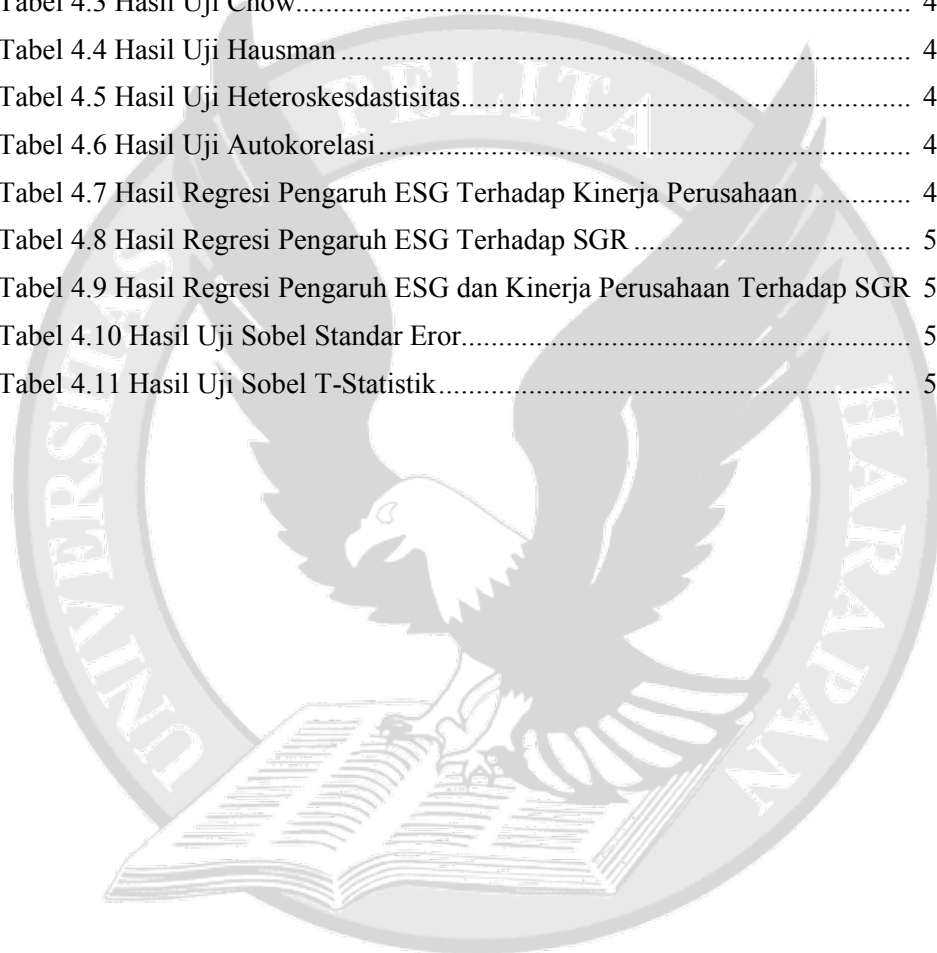 Tabel 4.3 Hasil Uji Chow.................................................................................... 4
Tabel 4.4 Hasil Uji Hausman .............................................................................. 4
Tabel 4.5 Hasil Uji Heteroskesdastisitas............................................................. 4
Tabel 4.6 Hasil Uji Autokorelasi......................................................................... 4
Tabel 4.7 Hasil Regresi Pengaruh ESG Terhadap Kinerja Perusahaan............... 4
Tabel 4.8 Hasil Regresi Pengaruh ESG Terhadap SGR ...................................... 5
Tabel 4.9 Hasil Regresi Pengaruh ESG dan Kinerja Perusahaan Terhadap SGR 5
Tabel 4.10 Hasil Uji Sobel Standar Eror............................................................. 5
Tabel 4.11 Hasil Uji Sobel T-Statistik................................................................ 5
UNIVERSITAS PELITA HARAPAN